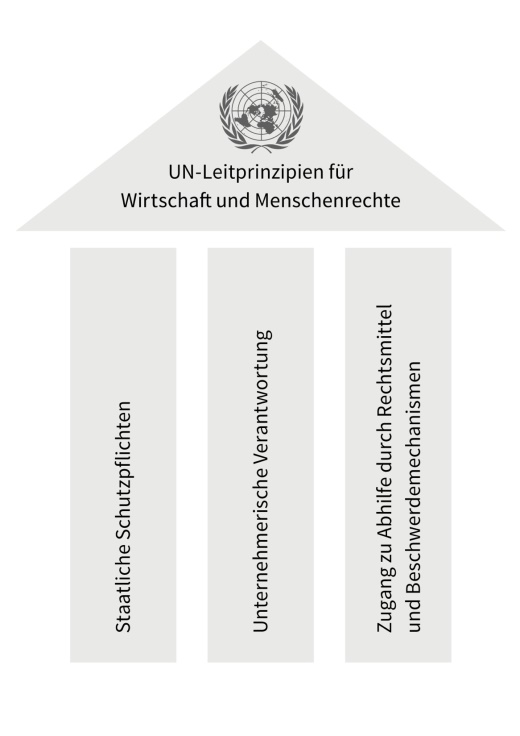 UN-Leitprinzipien für
Wirtschaft und Menschenrechte
Staatliche Schutzpflichten
Unternehmerische Verantwortung
Zugang zu Abhilfe durch Rechtsmittel
und Beschwerdemechanismen